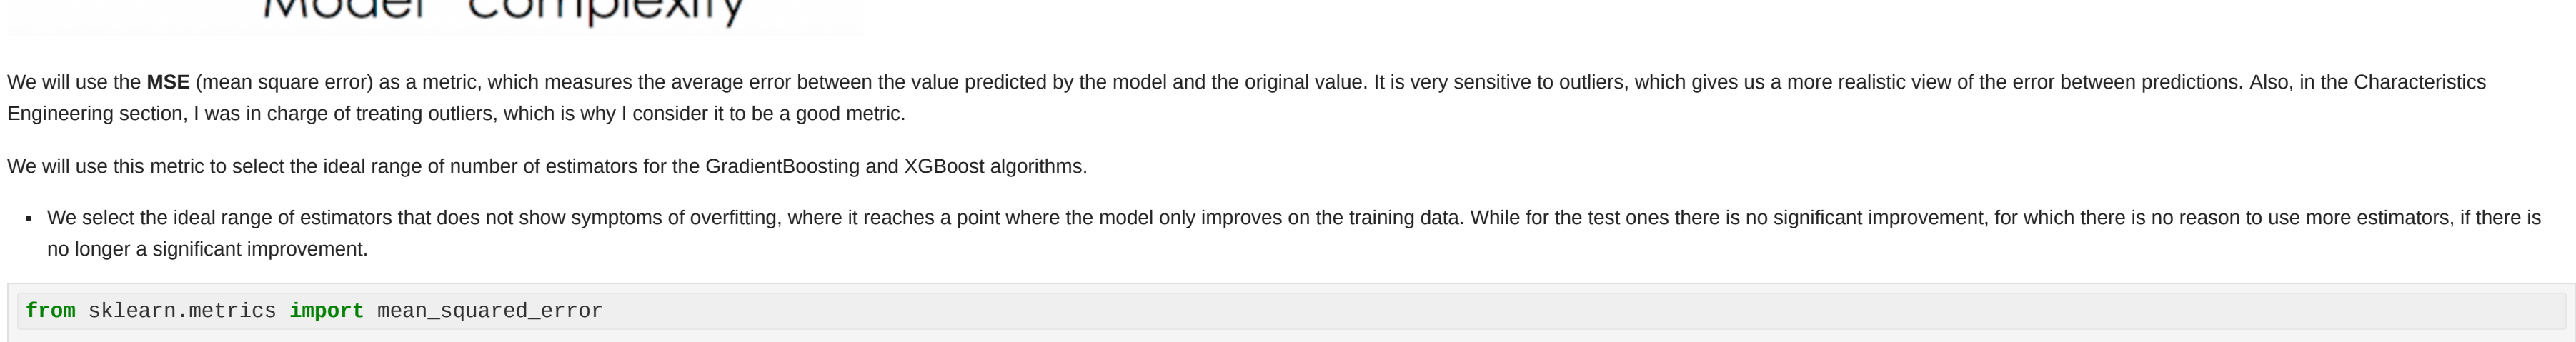 Model complexity
We will use the MSE (mean square error) as a metric, which measures the average error between the value predicted by the model and the original value. It is very sensitive to outliers, which gives us a more realistic view of the error between predictions. Also, in the Characteristics
Engineering section, I was in charge of treating outliers, which is why I consider it to be a good metric.
We will use this metric to select the ideal range of number of estimators for the GradientBoosting and XGBoost algorithms.
• We select the ideal range of estimators that does not show symptoms of overfitting, where it reaches a point where the model only improves on the training data. While for the test ones there is no significant improvement, for which there is no reason to use more estimators, if there is
no longer a significant improvement.
from sklearn.metrics import mean_squared_error